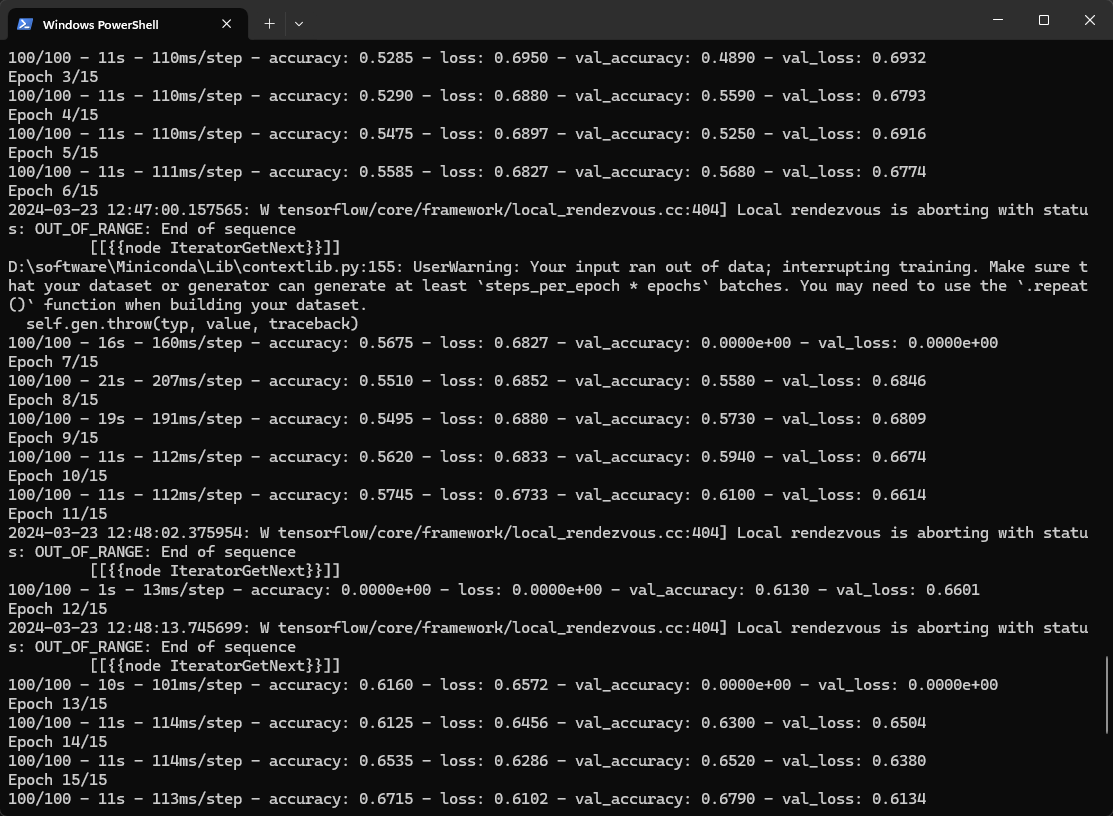 Windows PowerShell
100/100 - 11s - 110ms/step - accuracy: 0.5285 - loss: 0.6950 - val_accuracy: 0.4890 - val_loss: 0.6932
Epoch 3/15
100/100 - 11s - 110ms/step - accuracy: 0.5290 - loss: 0.6880 - val_accuracy: 0.5590 - val_loss: 0.6793
Epoch 4/15
100/100 - 11s - 110ms/step - accuracy: 0.5475 - loss: 0.6897 - val_accuracy: 0.5250 - val_loss: 0.6916
Epoch 5/15
100/100 - 11s - 111ms/step - accuracy: 0.5585 - loss: 0.6827 - val_accuracy: 0.5680 - val_loss: 0.6774
Epoch 6/15
2024-03-23 12:47:00.157565: W tensorflow/core/framework/local_rendezvous.cc:404] Local rendezvous is aborting with statu
s: OUT_OF_RANGE: End of sequence
[[{{node IteratorGetNext}}]]
D:\software\Miniconda\Lib\contextlib.py:155: UserWarning: Your input ran out of data; interrupting training. Make sure t
hat your dataset or generator can generate at least `steps_per_epoch * epochs` batches. You may need to use the `.repeat
()` function when building your dataset.
self.gen.throw(typ, value, traceback)
100/100 - 16s - 160ms/step - accuracy: 0.5675 - loss: 0.6827 - val_accuracy: 0.0000e+00 - val_loss: 0.0000e+00
Epoch 7/15
100/100 - 21s - 207ms/step - accuracy: 0.5510 - loss: 0.6852 - val_accuracy: 0.5580 - val_loss: 0.6846
Epoch 8/15
100/100 - 19s - 191ms/step - accuracy: 0.5495 - loss: 0.6880 - val_accuracy: 0.5730 - val_loss: 0.6809
Epoch 9/15
100/100 - 11s - 112ms/step - accuracy: 0.5620 - loss: 0.6833 - val_accuracy: 0.5940 - val_loss: 0.6674
Epoch 10/15
100/100 - 11s - 112ms/step - accuracy: 0.5745 - loss: 0.6733 - val_accuracy: 0.6100 - val_loss: 0.6614
Epoch 11/15
2024-03-23 12:48:02.375954: W tensorflow/core/framework/local_rendezvous.cc:404] Local rendezvous is aborting with statu
s: OUT_OF_RANGE: End of sequence
[[{{node IteratorGetNext}}]]
100/100 - 1s - 13ms/step - accuracy: 0.0000e+00 - loss: 0.0000e+00 - val_accuracy: 0.6130 - val_loss: 0.6601
Epoch 12/15
2024-03-23 12:48:13.745699: W tensorflow/core/framework/local_rendezvous.cc:404] Local rendezvous is aborting with statu
s: OUT_OF_RANGE: End of sequence
[[{{node IteratorGetNext}}]]
100/100 - 10s - 101ms/step - accuracy: 0.6160 - loss: 0.6572 - val_accuracy: 0.0000e+00 - val_loss: 0.0000e+00
Epoch 13/15
100/100 - 11s - 114ms/step - accuracy: 0.6125 - loss: 0.6456 - val_accuracy: 0.6300 - val_loss: 0.6504
Epoch 14/15
100/100 - 11s - 114ms/step - accuracy: 0.6535 - loss: 0.6286 - val_accuracy: 0.6520 - val_loss: 0.6380
Epoch 15/15
100/100 - 11s - 113ms/step - accuracy: 0.6715 - loss: 0.6102 - val_accuracy: 0.6790 - val_loss: 0.6134